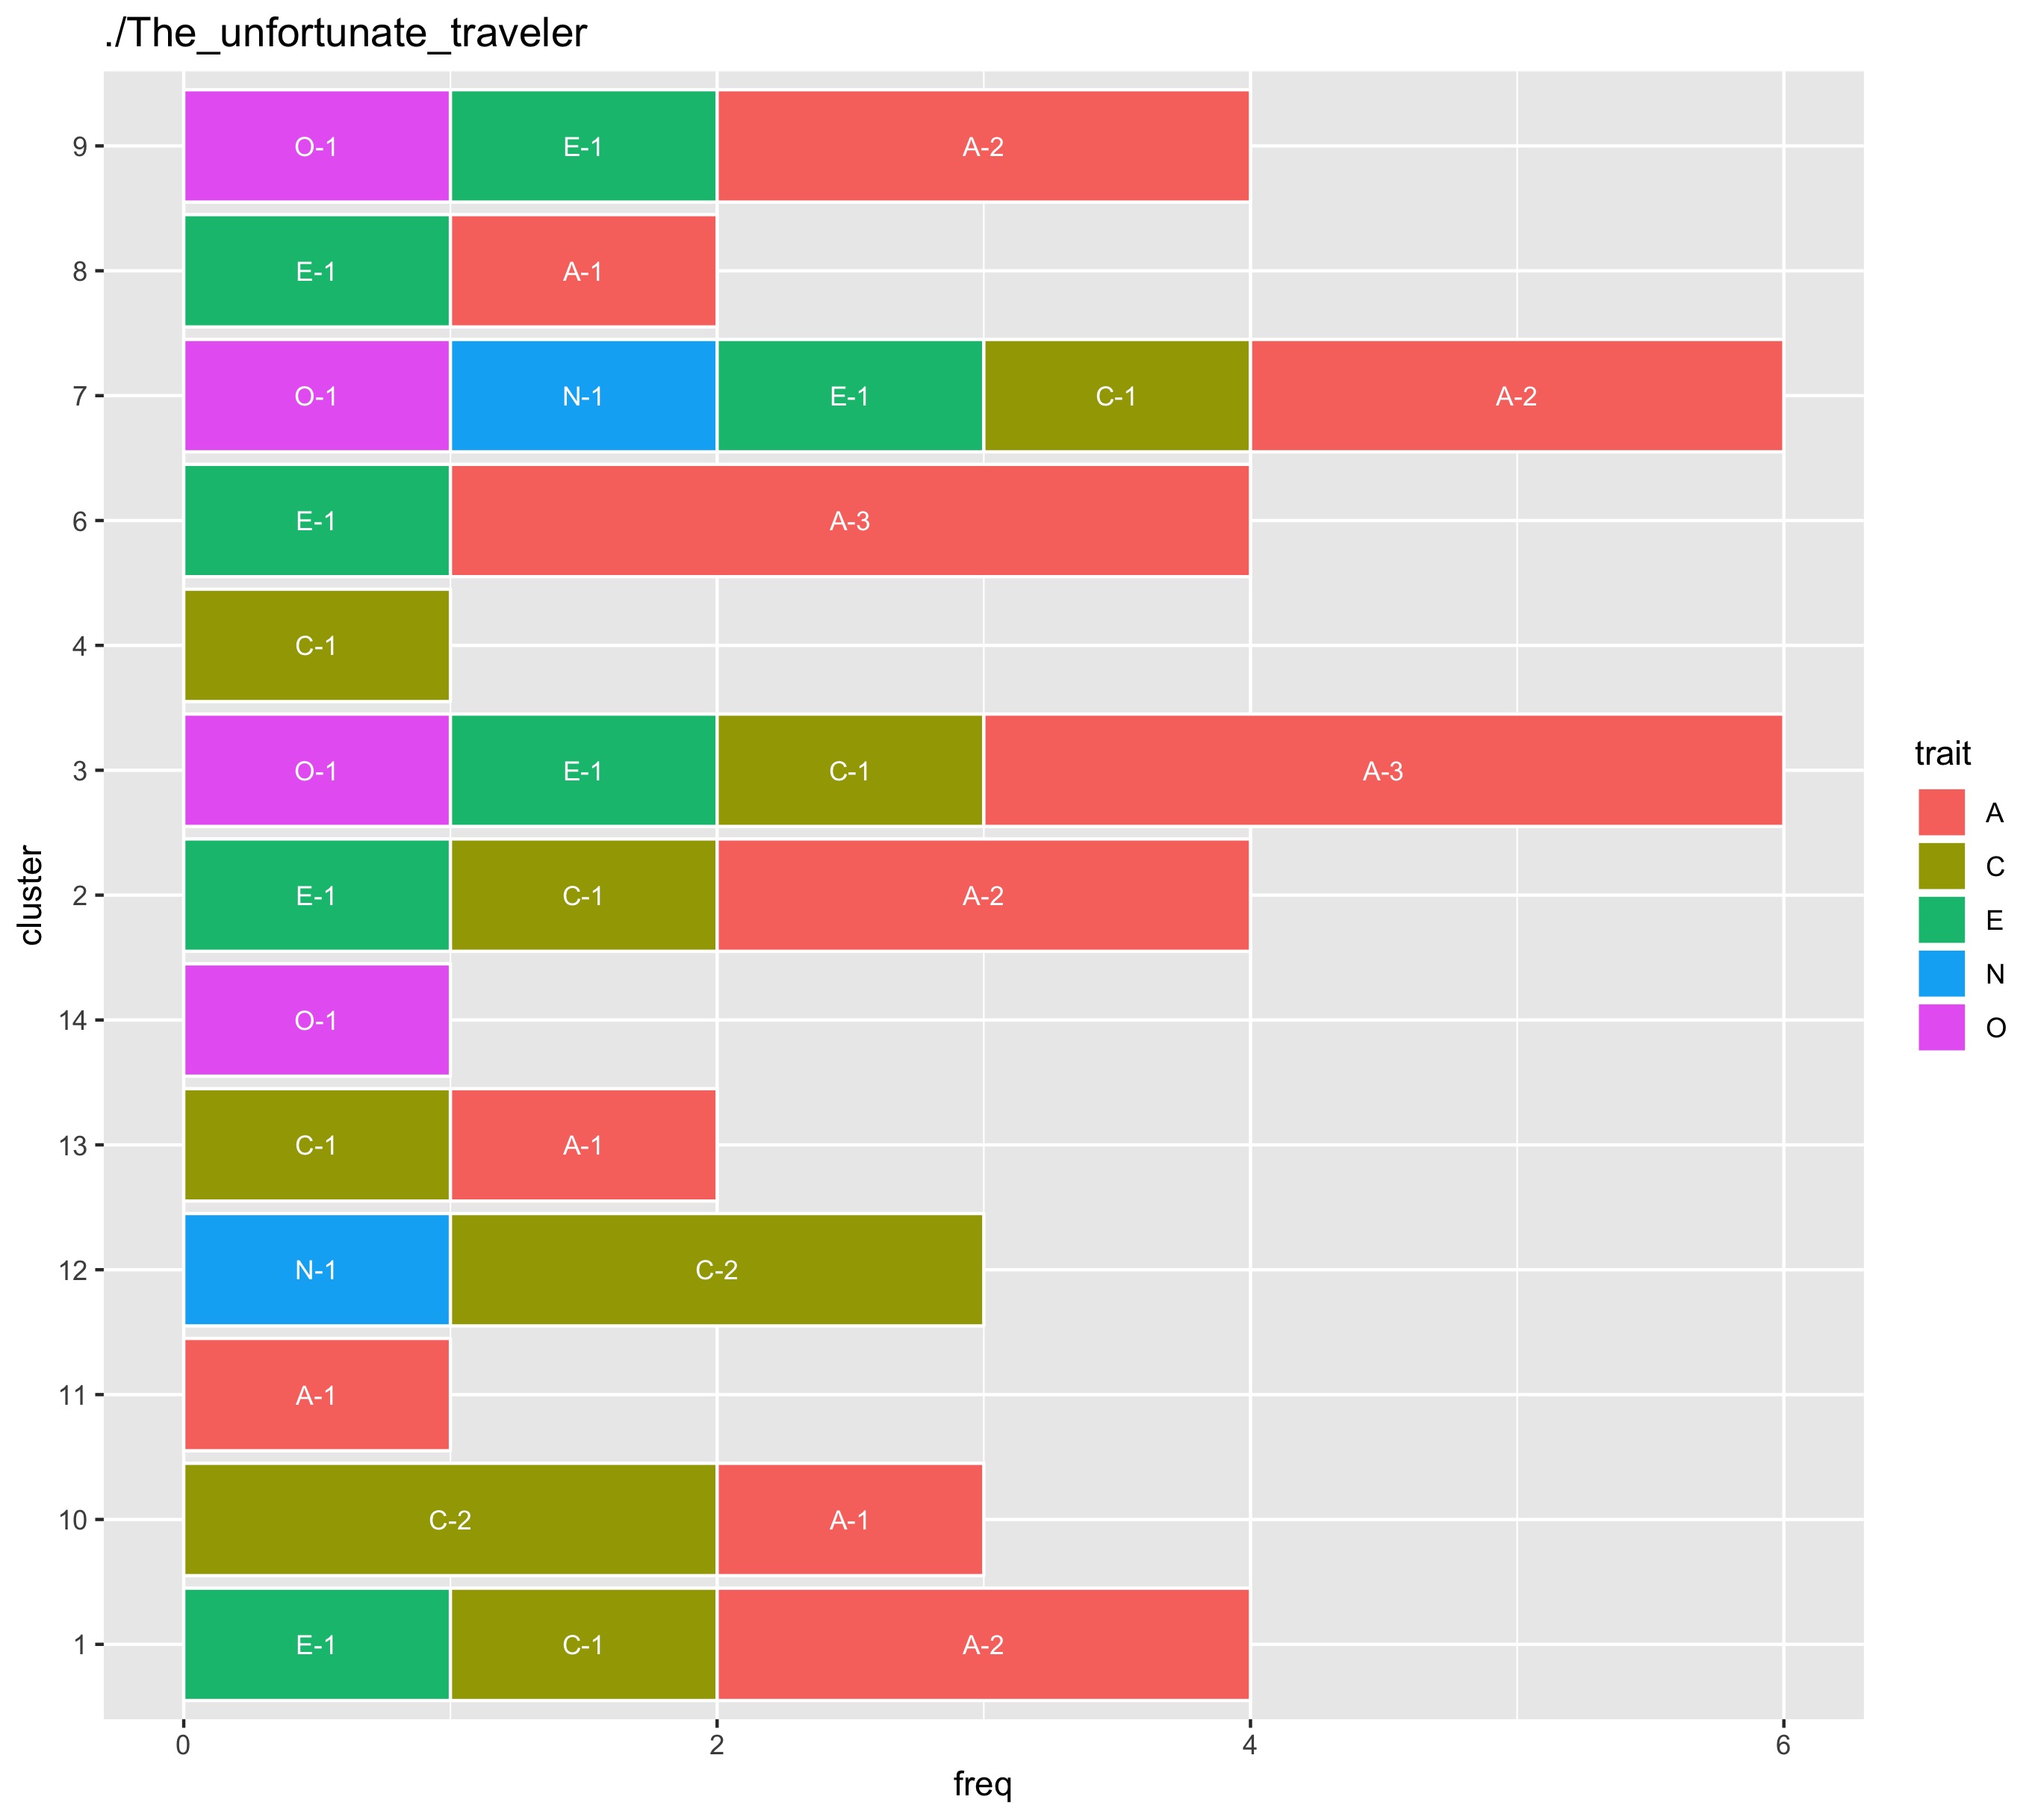 ./The_unfortunate_traveler
cluster
9
O-1 E-1 A-2
8
E-1 A-1
7
O-1 N-1 E-1 C-1 A-2
6
E-1 A-3
4
C-1
3
O-1 E-1 C-1 A-3
2
E-1 C-1 A-2
14
O-1
13
C-1 A-1
12
N-1 C-2
11
A-1
10
C-2 A-1
1
E-1 C-1 A-2
0 2 4 6
freq
trait
A
C
E
N
O